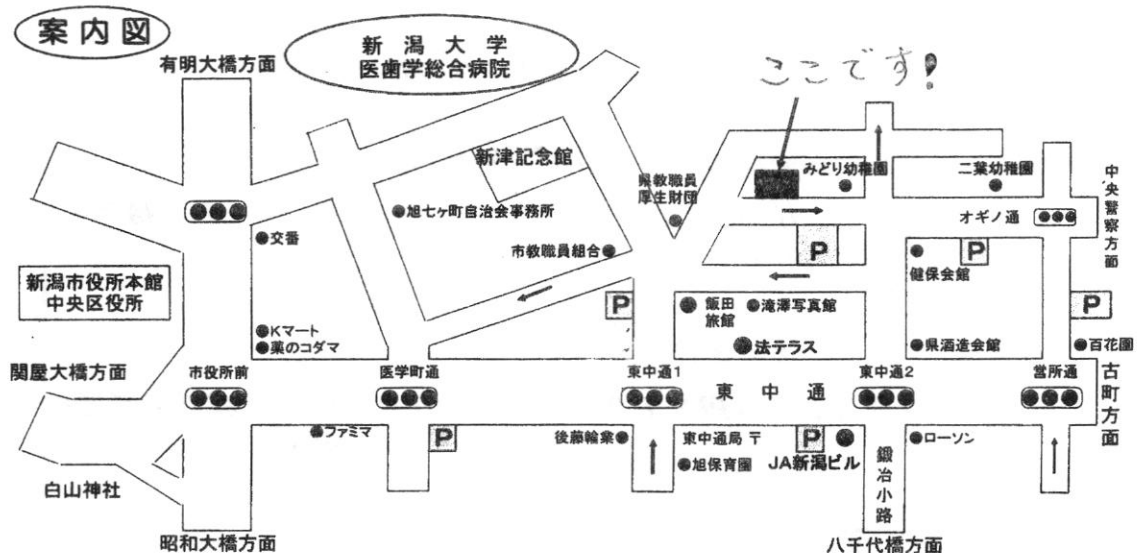 案内図
新潟大学
医歯学総合病院
有明大橋方面
ここです!
新津記念館
県教職員
厚生財団
みどり幼稚園
二葉幼稚園
中央警察方面
旭七ヶ町自治会事務所
オギノ通
交番
市教職員組合
P
P
健保会館
新潟市役所本館
中央区役所
P
飯田
旅館
滝澤写真館
P
Kマート
薬のコダマ
法テラス
県酒造会館
百花園
関屋大橋方面
市役所前
医学町通
東中通1
東中通
東中通2
営所通
古町方面
ファミマ
P
後藤輪業
東中通局〒
P
ローソン
旭保育園
JA新潟ビル
鍛冶小路
白山神社
昭和大橋方面
八千代橋方面